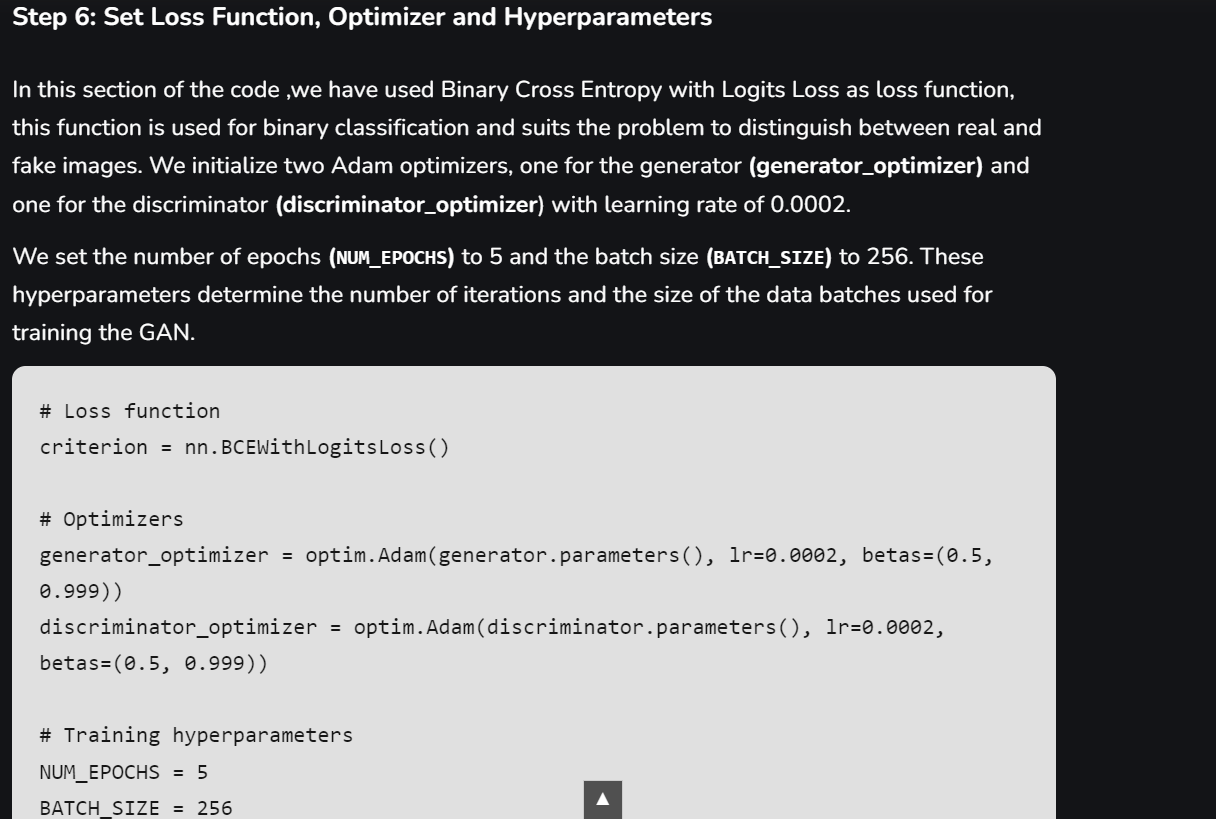 Step 6: Set Loss Function, Optimizer and Hyperparameters
In this section of the code ,we have used Binary Cross Entropy with Logits Loss as loss function,
this function is used for binary classification and suits the problem to distinguish between real and
fake images. We initialize two Adam optimizers, one for the generator (generator_optimizer) and
one for the discriminator (discriminator_optimizer) with learning rate of 0.0002.
We set the number of epochs (NUM_EPOCHS) to 5 and the batch size (BATCH_SIZE) to 256. These
hyperparameters determine the number of iterations and the size of the data batches used for
training the GAN.
# Loss function
criterion = nn.BCEWithLogitsLoss()
# Optimizers
generator_optimizer = optim.Adam(generator.parameters(), lr=0.0002, betas=(0.5,
0.999))
discriminator_optimizer = optim.Adam(discriminator.parameters(), lr=0.0002,
betas=(0.5, 0.999))
# Training hyperparameters
NUM_EPOCHS = 5
BATCH_SIZE = 256